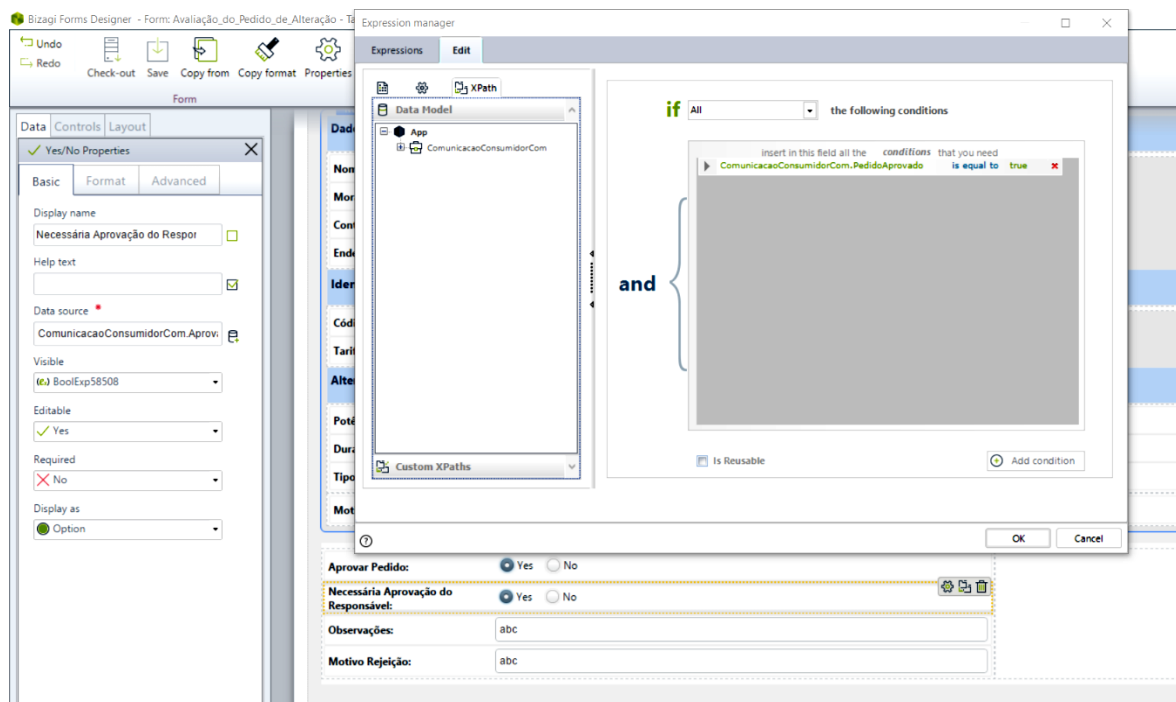 Bizagi Forms Designer - Form: Avaliação_do_Pedido_de_Alteração - Ta
Undo
Redo
Check-out
Save
Copy from
Copy format
Properties
Form
Data
Controls
Layout
Yes/No Properties
Basic
Format
Advanced
Display name
Necessária Aprovação do Respor
Help text
Data source *
ComunicacaoConsumidorCom.Aprov
Visible
BoolExp58508
Editable
Yes
Required
No
Display as
Option
Dado
Nom
Mor
Cont
Ende
Iden
Códi
Tarif
Alte
Potê
Dura
Tipo
Mot
Expression manager
Expressions
Edit
XPath
Data Model
App
ComunicacaoConsumidorCom
Custom XPaths
if All the following conditions
insert in this field all the conditions that you need
ComunicacaoConsumidorCom.PedidoAprovado is equal to true
and
Is Reusable
Add condition
OK
Cancel
Aprovar Pedido:
Yes
No
Necessária Aprovação do
Responsável:
Yes
No
Observações:
abc
Motivo Rejeição:
abc